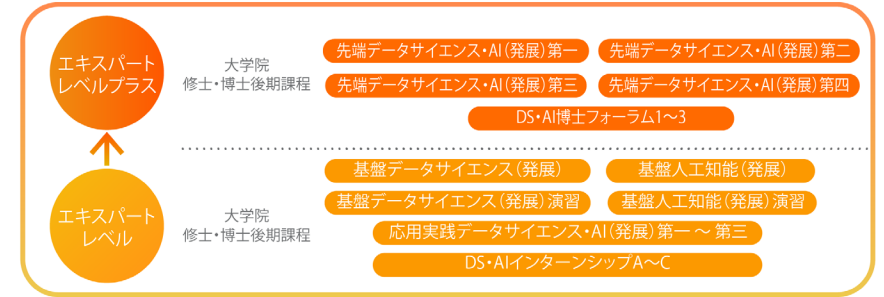 エキスパート
レベルプラス
大学院
修士・博士後期課程
先端データサイエンス・AI（発展）第一
先端データサイエンス・AI（発展）第二
先端データサイエンス・AI（発展）第三
先端データサイエンス・AI（発展）第四
DS・AI博士フォーラム1～3
エキスパート
レベル
大学院
修士・博士後期課程
基盤データサイエンス（発展）
基盤人工知能（発展）
基盤データサイエンス（発展）演習
基盤人工知能（発展）演習
応用実践データサイエンス・AI（発展）第一 ～ 第三
DS・AIインターンシップA～C